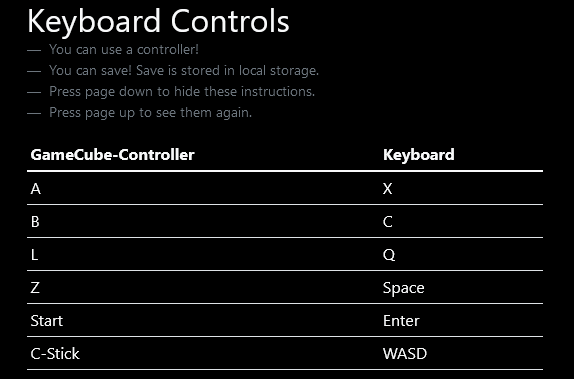 Keyboard Controls
— You can use a controller!
— You can save! Save is stored in local storage.
— Press page down to hide these instructions.
— Press page up to see them again.
GameCube-Controller Keyboard
A X
B C
L Q
Z Space
Start Enter
C-Stick WASD